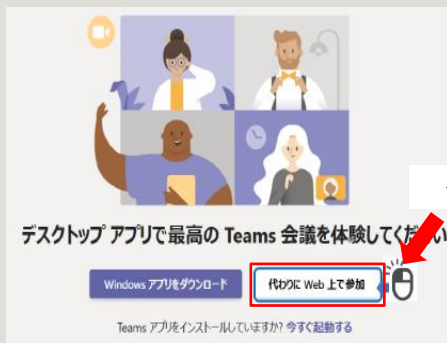 デスクトップ アプリで最高の Teams 会議を体験してください
Windows アプリをダウンロード
代わりに Web 上で参加
Teams アプリをインストールしていますか? 今すぐ起動する